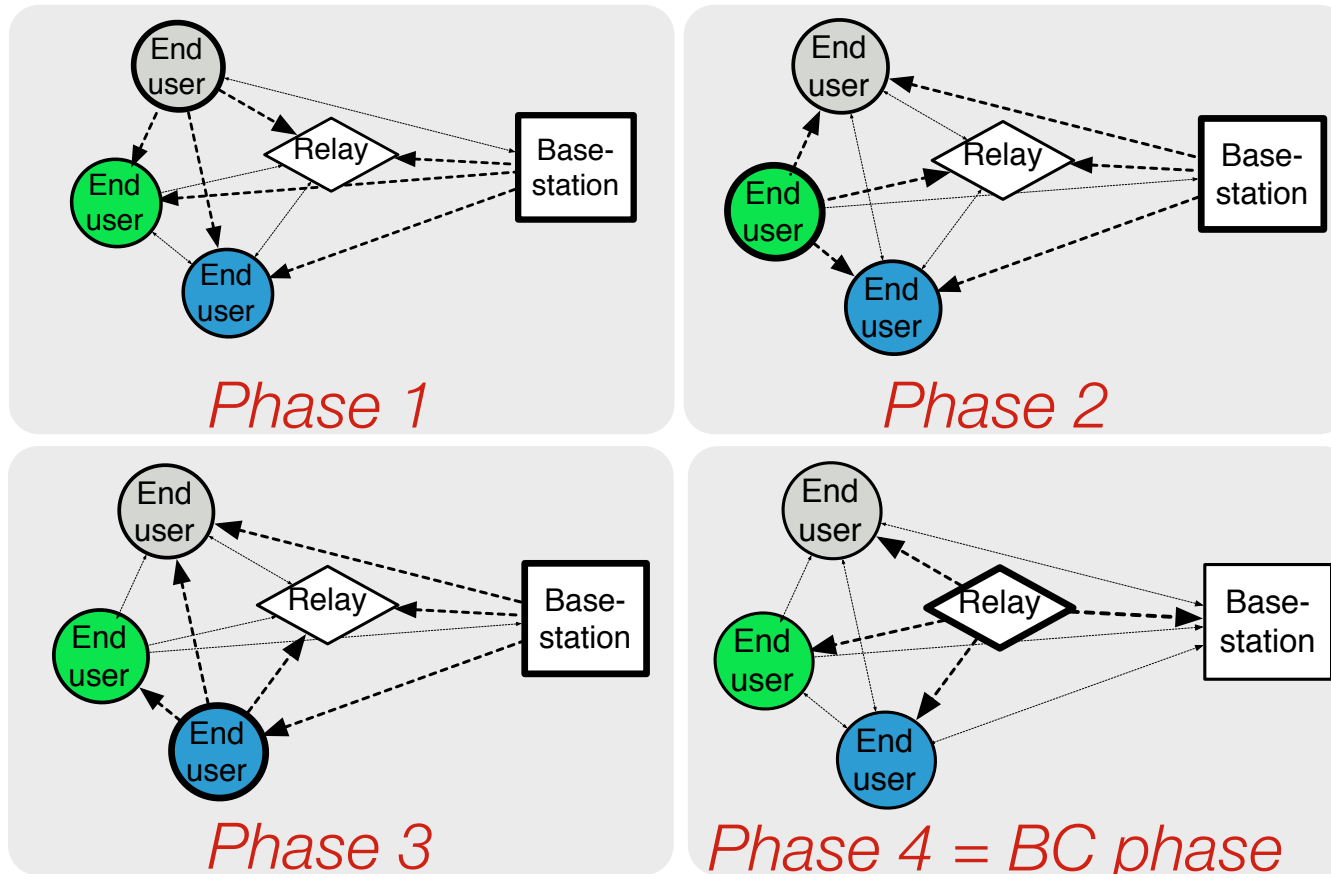 End
user
Relay
Base-
station
End
user
End
user
Phase 1
End
user
Relay
Base-
station
End
user
End
user
Phase 2
End
user
Relay
Base-
station
End
user
End
user
Phase 3
End
user
Relay
Base-
station
End
user
End
user
Phase 4 = BC phase